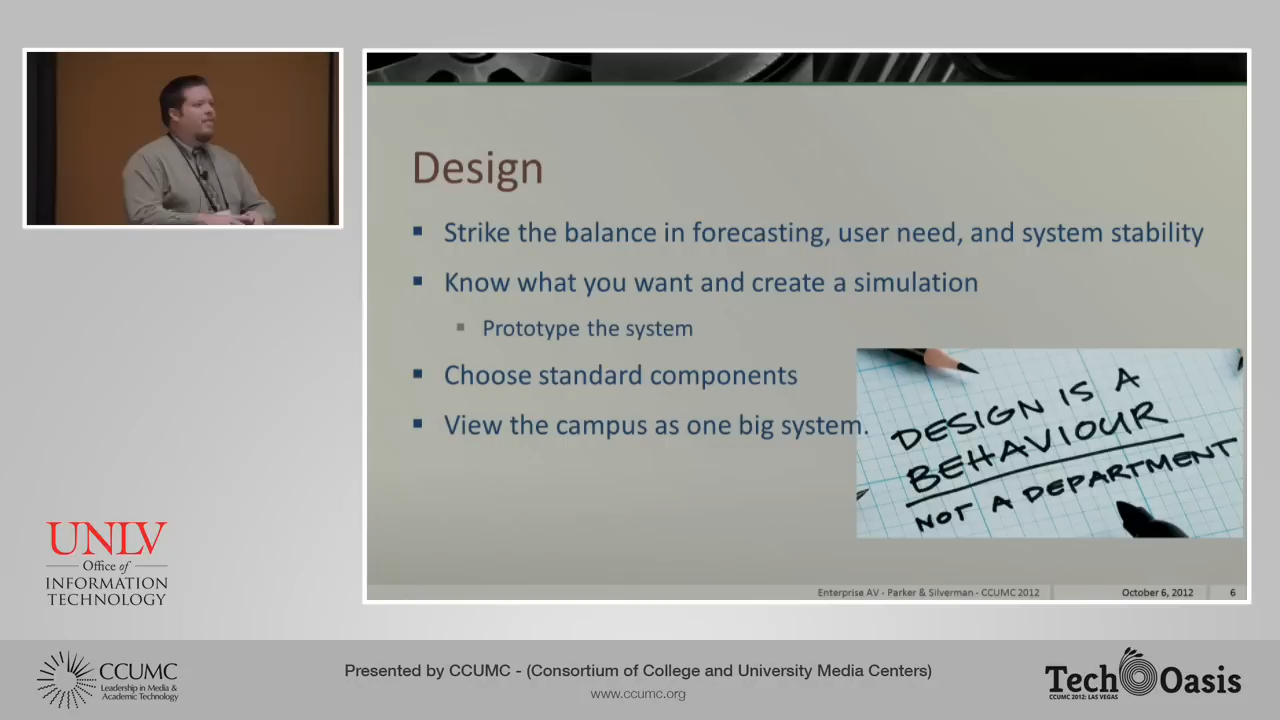 Design
Strike the balance in forecasting, user need, and system stability
Know what you want and create a simulation
Prototype the system
Choose standard components
View the campus as one big system.
DESIGN IS A
BEHAVIOUR
NOT A DEPARTMENT
Enterprise AV - Parker & Silverman - CCUMC 2012
October 6, 2012
6
UNLV
Office of
INFORMATION
TECHNOLOGY
CCUMC
Leadership in Media &
Academic Technology
Presented by CCUMC - (Consortium of College and University Media Centers)
www.ccumc.org
Tech Oasis
CCUMC 2012: LAS VEGAS